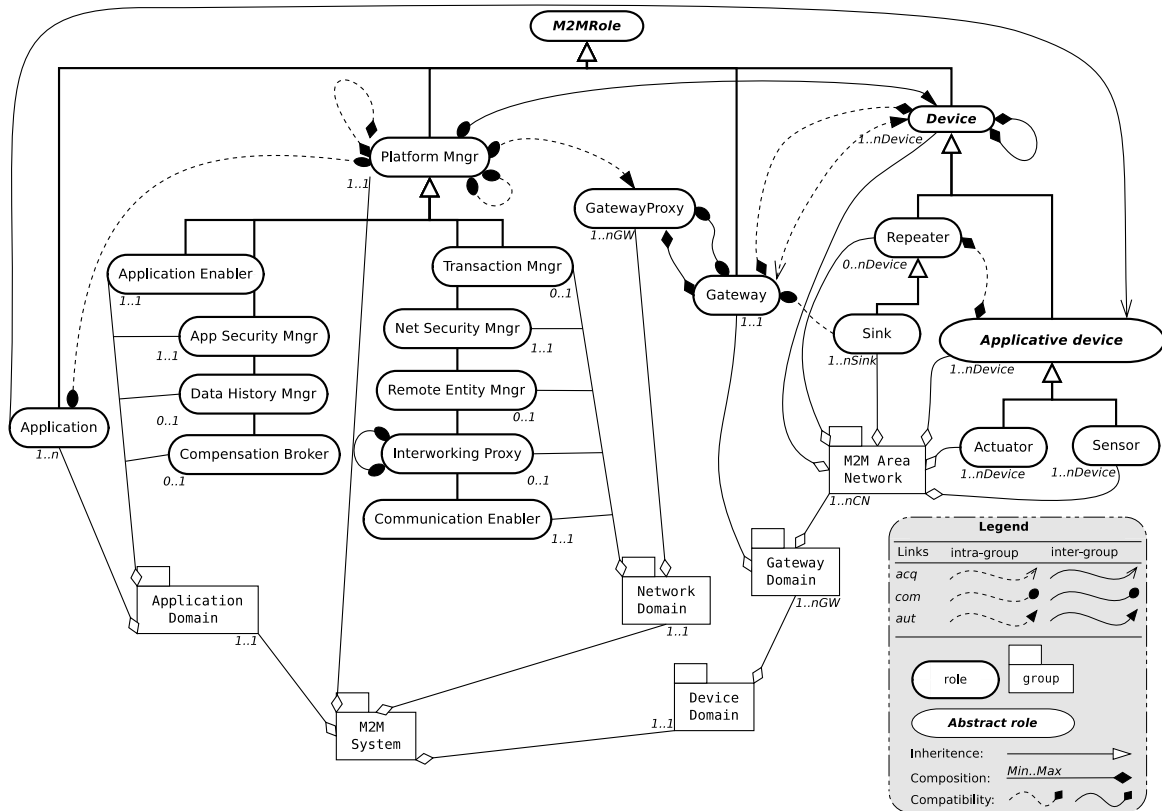 M2MRole
Device
1..nDevice
Platform Mngr
1..1
GatewayProxy
1..nGW
Repeater
0..nDevice
Application Enabler
1..1
Transaction Mngr
0..1
Gateway
1..1
Sink
1..nSink
Applicative device
1..nDevice
App Security Mngr
1..1
Net Security Mngr
1..1
Data History Mngr
0..1
Remote Entity Mngr
0..1
Application
1..n
Compensation Broker
0..1
Interworking Proxy
0..1
Actuator
1..nDevice
Sensor
1..nDevice
M2M Area
Network
1..nCN
Communication Enabler
1..1
Application
Domain
1..1
Network
Domain
1..1
Gateway
Domain
1..nGW
Device
Domain
1..1
M2M
System
Legend
Links intra-group inter-group
acq
com
aut
role
group
Abstract role
Inheritence:
Composition: Min..Max
Compatibility: